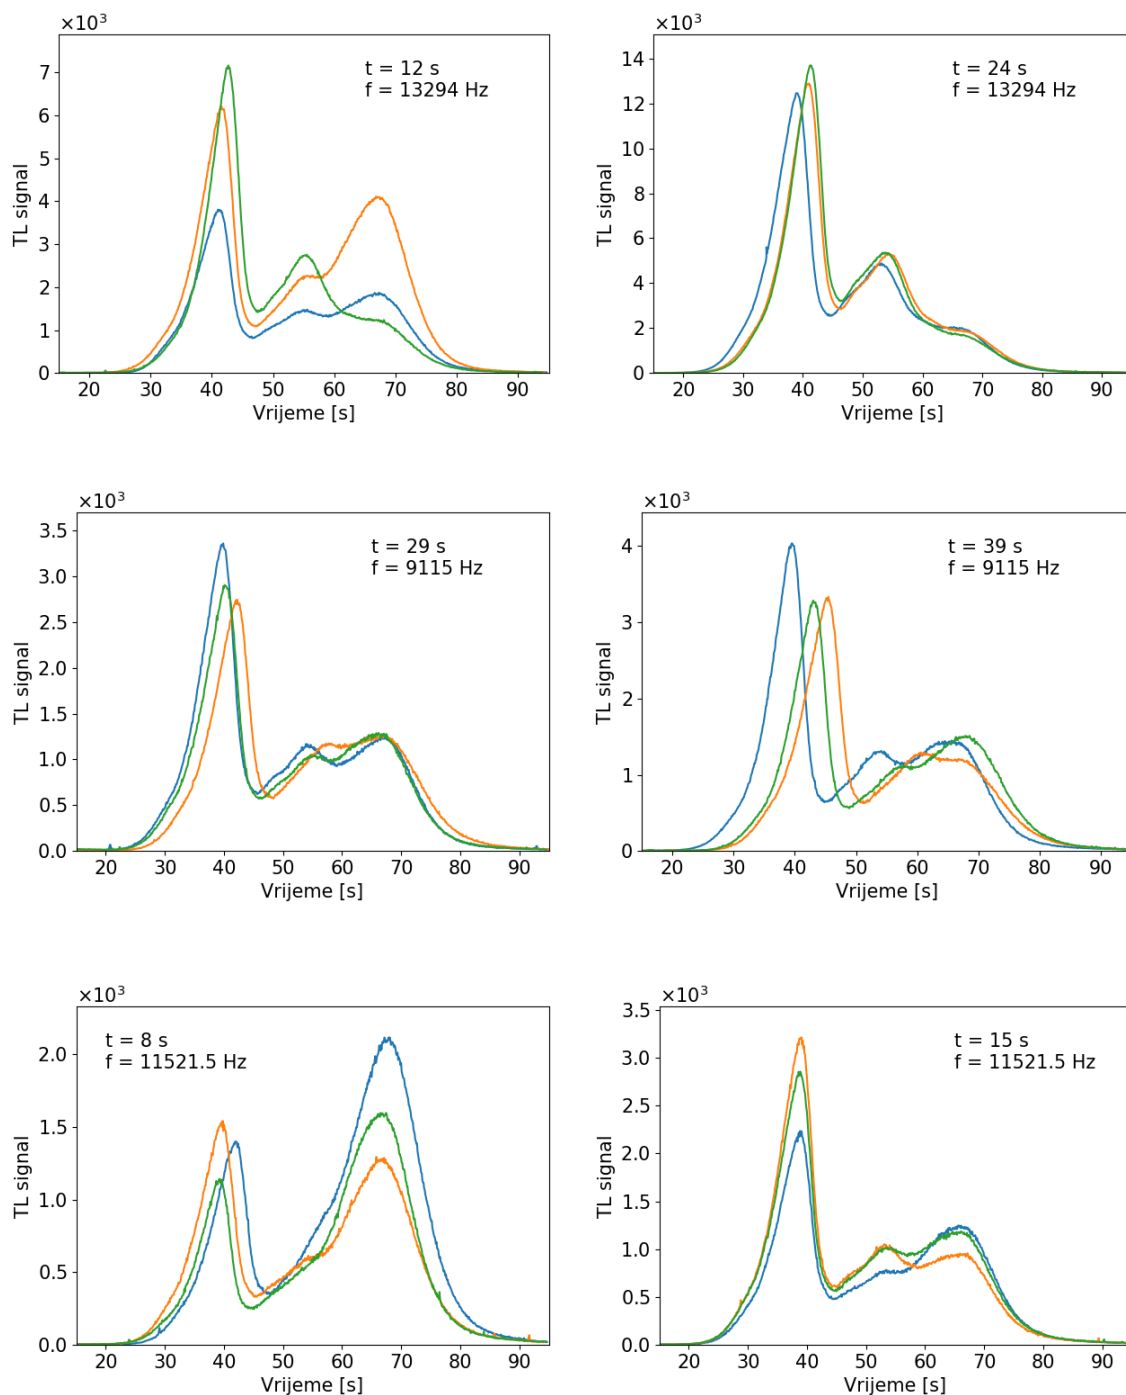 ×10³
t = 12 s
f = 13294 Hz
TL signal
7
6
5
4
3
2
1
0
20 30 40 50 60 70 80 90
Vrijeme [s]
×10³
t = 24 s
f = 13294 Hz
TL signal
14
12
10
8
6
4
2
0
20 30 40 50 60 70 80 90
Vrijeme [s]
×10³
t = 29 s
f = 9115 Hz
TL signal
3.5
3.0
2.5
2.0
1.5
1.0
0.5
0.0
20 30 40 50 60 70 80 90
Vrijeme [s]
×10³
t = 39 s
f = 9115 Hz
TL signal
4
3
2
1
0
20 30 40 50 60 70 80 90
Vrijeme [s]
×10³
t = 8 s
f = 11521.5 Hz
TL signal
2.0
1.5
1.0
0.5
0.0
20 30 40 50 60 70 80 90
Vrijeme [s]
×10³
t = 15 s
f = 11521.5 Hz
TL signal
3.5
3.0
2.5
2.0
1.5
1.0
0.5
0.0
20 30 40 50 60 70 80 90
Vrijeme [s]